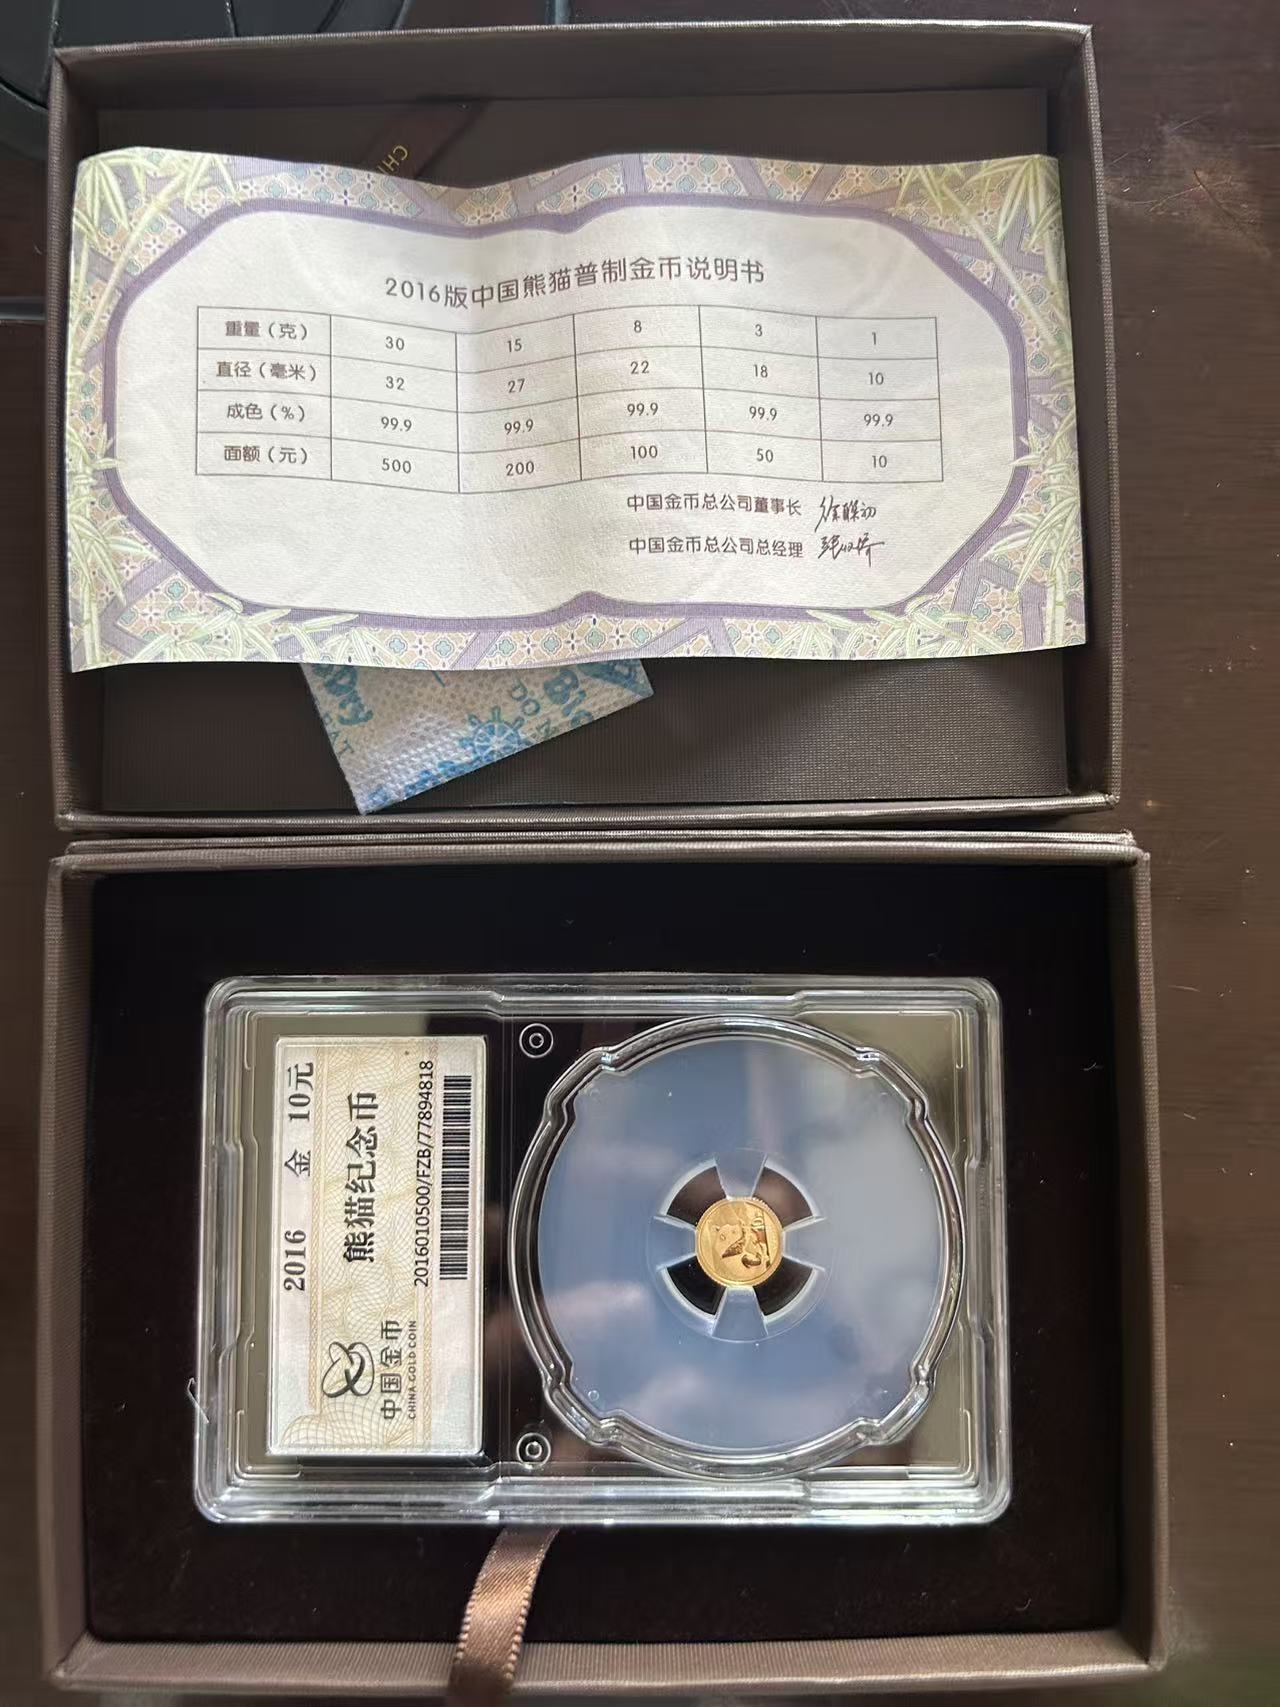 CHI
2016版中国熊猫普制金币说明书
重量（克） 30 15 8 3 1
直径（毫米） 32 27 22 18 10
成色（%） 99.9 99.9 99.9 99.9 99.9
面额（元） 500 200 100 50 10
中国金币总公司董事长
中国金币总公司总经理
Dry
DO
2016 金 10元
熊猫纪念币
2016010500/FZB/77894818
中国金币
CHINA GOLD COIN